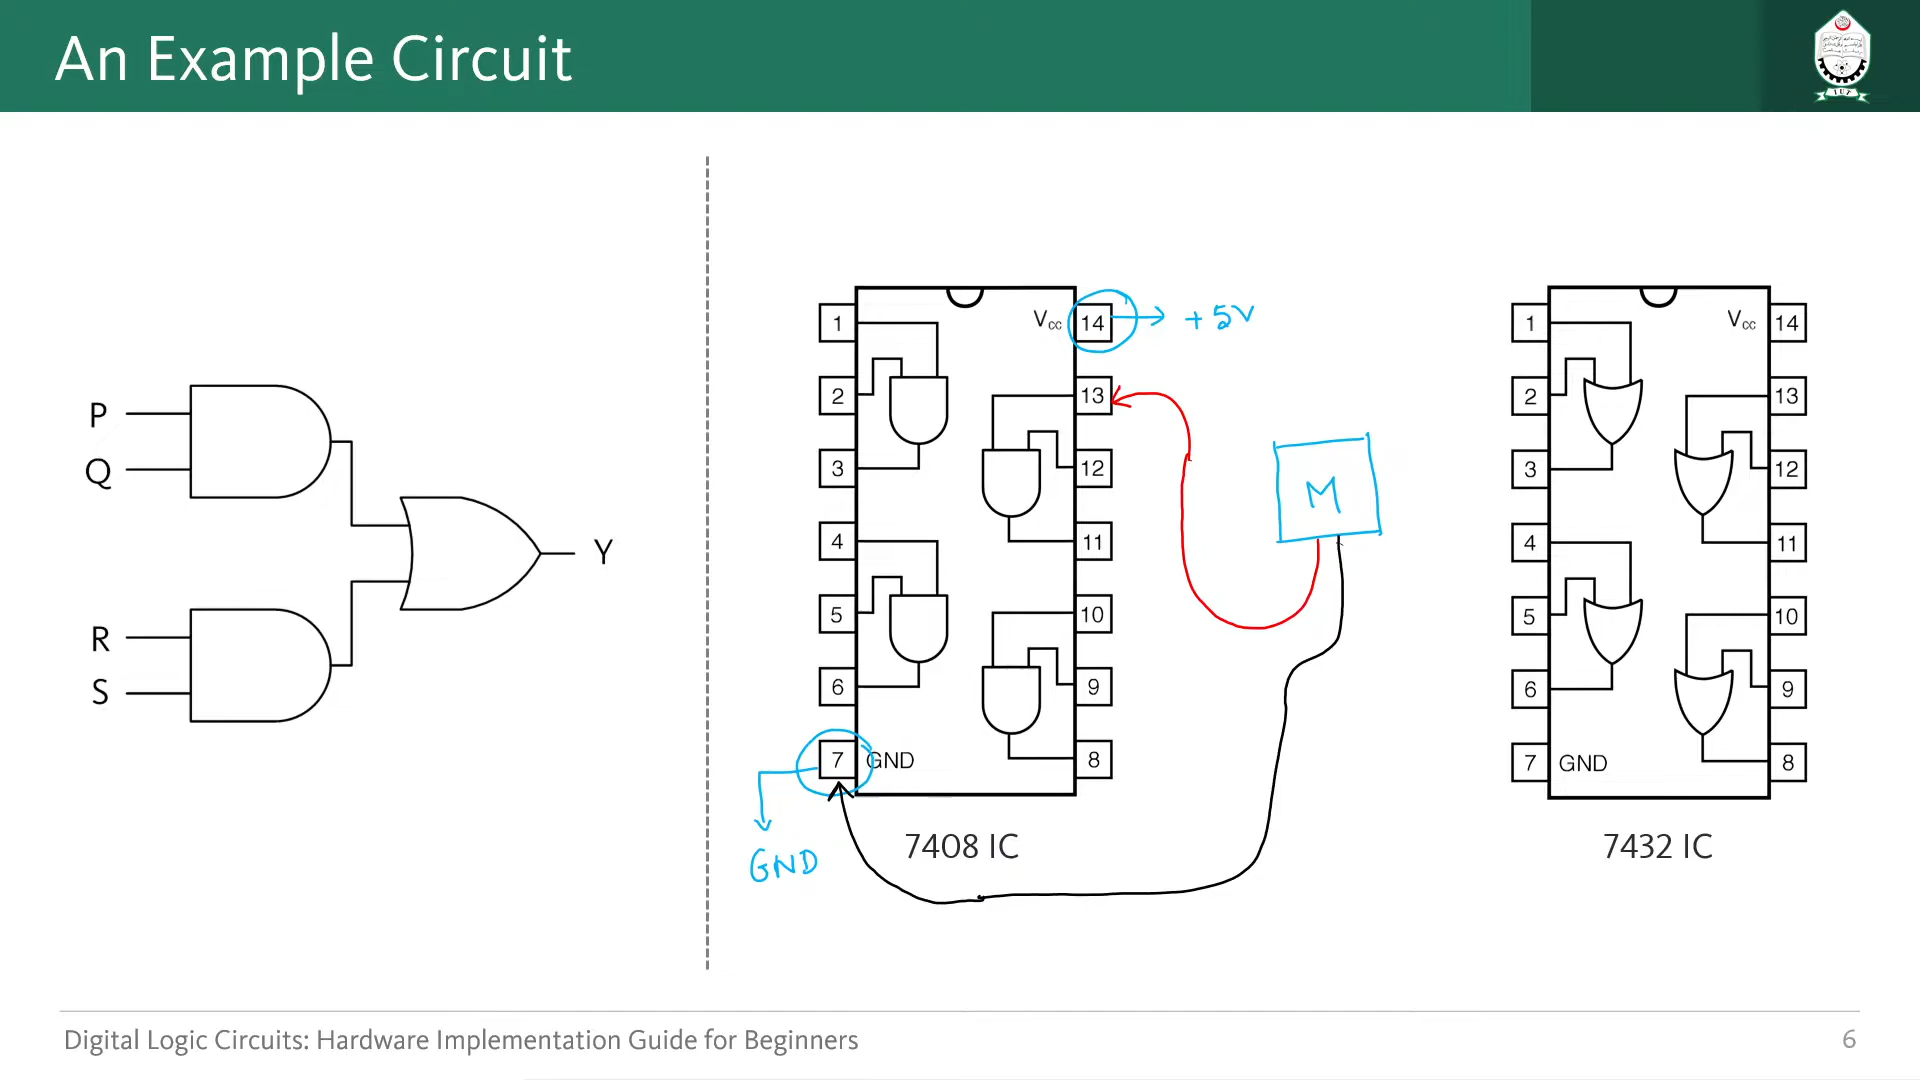 An Example Circuit
P
Q
R
S
Y
1
2
3
4
5
6
7
GND
Vcc
14
13
12
11
10
9
8
+5V
M
GND
7408 IC
1
2
3
4
5
6
7
GND
Vcc
14
13
12
11
10
9
8
7432 IC
Digital Logic Circuits: Hardware Implementation Guide for Beginners
6